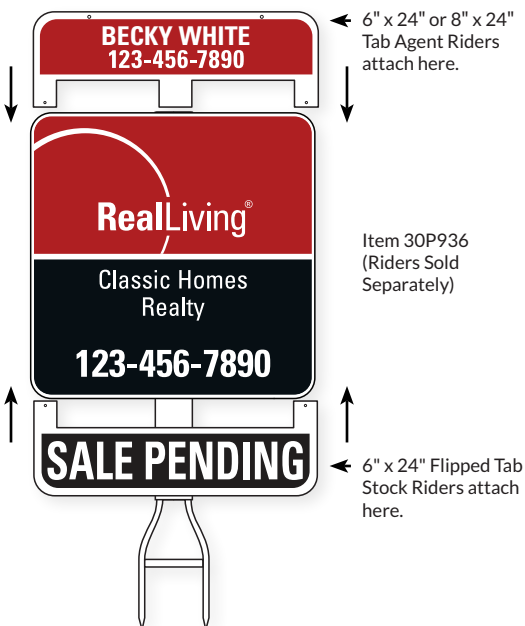 BECKY WHITE
123-456-7890
6" x 24" or 8" x 24"
Tab Agent Riders
attach here.
RealLiving®
Classic Homes
Realty
123-456-7890
Item 30P936
(Riders Sold
Separately)
SALE PENDING
6" x 24" Flipped Tab
Stock Riders attach
here.